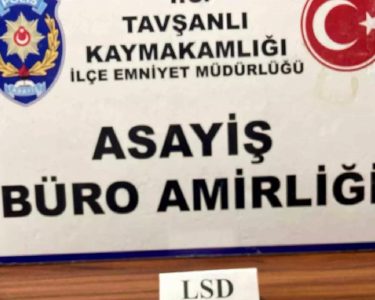 TAVŞANLI
KAYMAKAMLIĞI
İLÇE EMNİYET MÜDÜRLÜĞÜ
ASAYİŞ
BÜRO AMİRLİĞİ
LSD